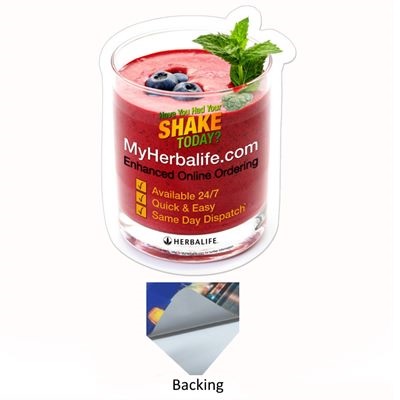 Have You Had Your
SHAKE
TODAY?
MyHerbalife.com
Enhanced Online Ordering
Available 24/7
Quick & Easy
Same Day Dispatch*
HERBALIFE
Backing